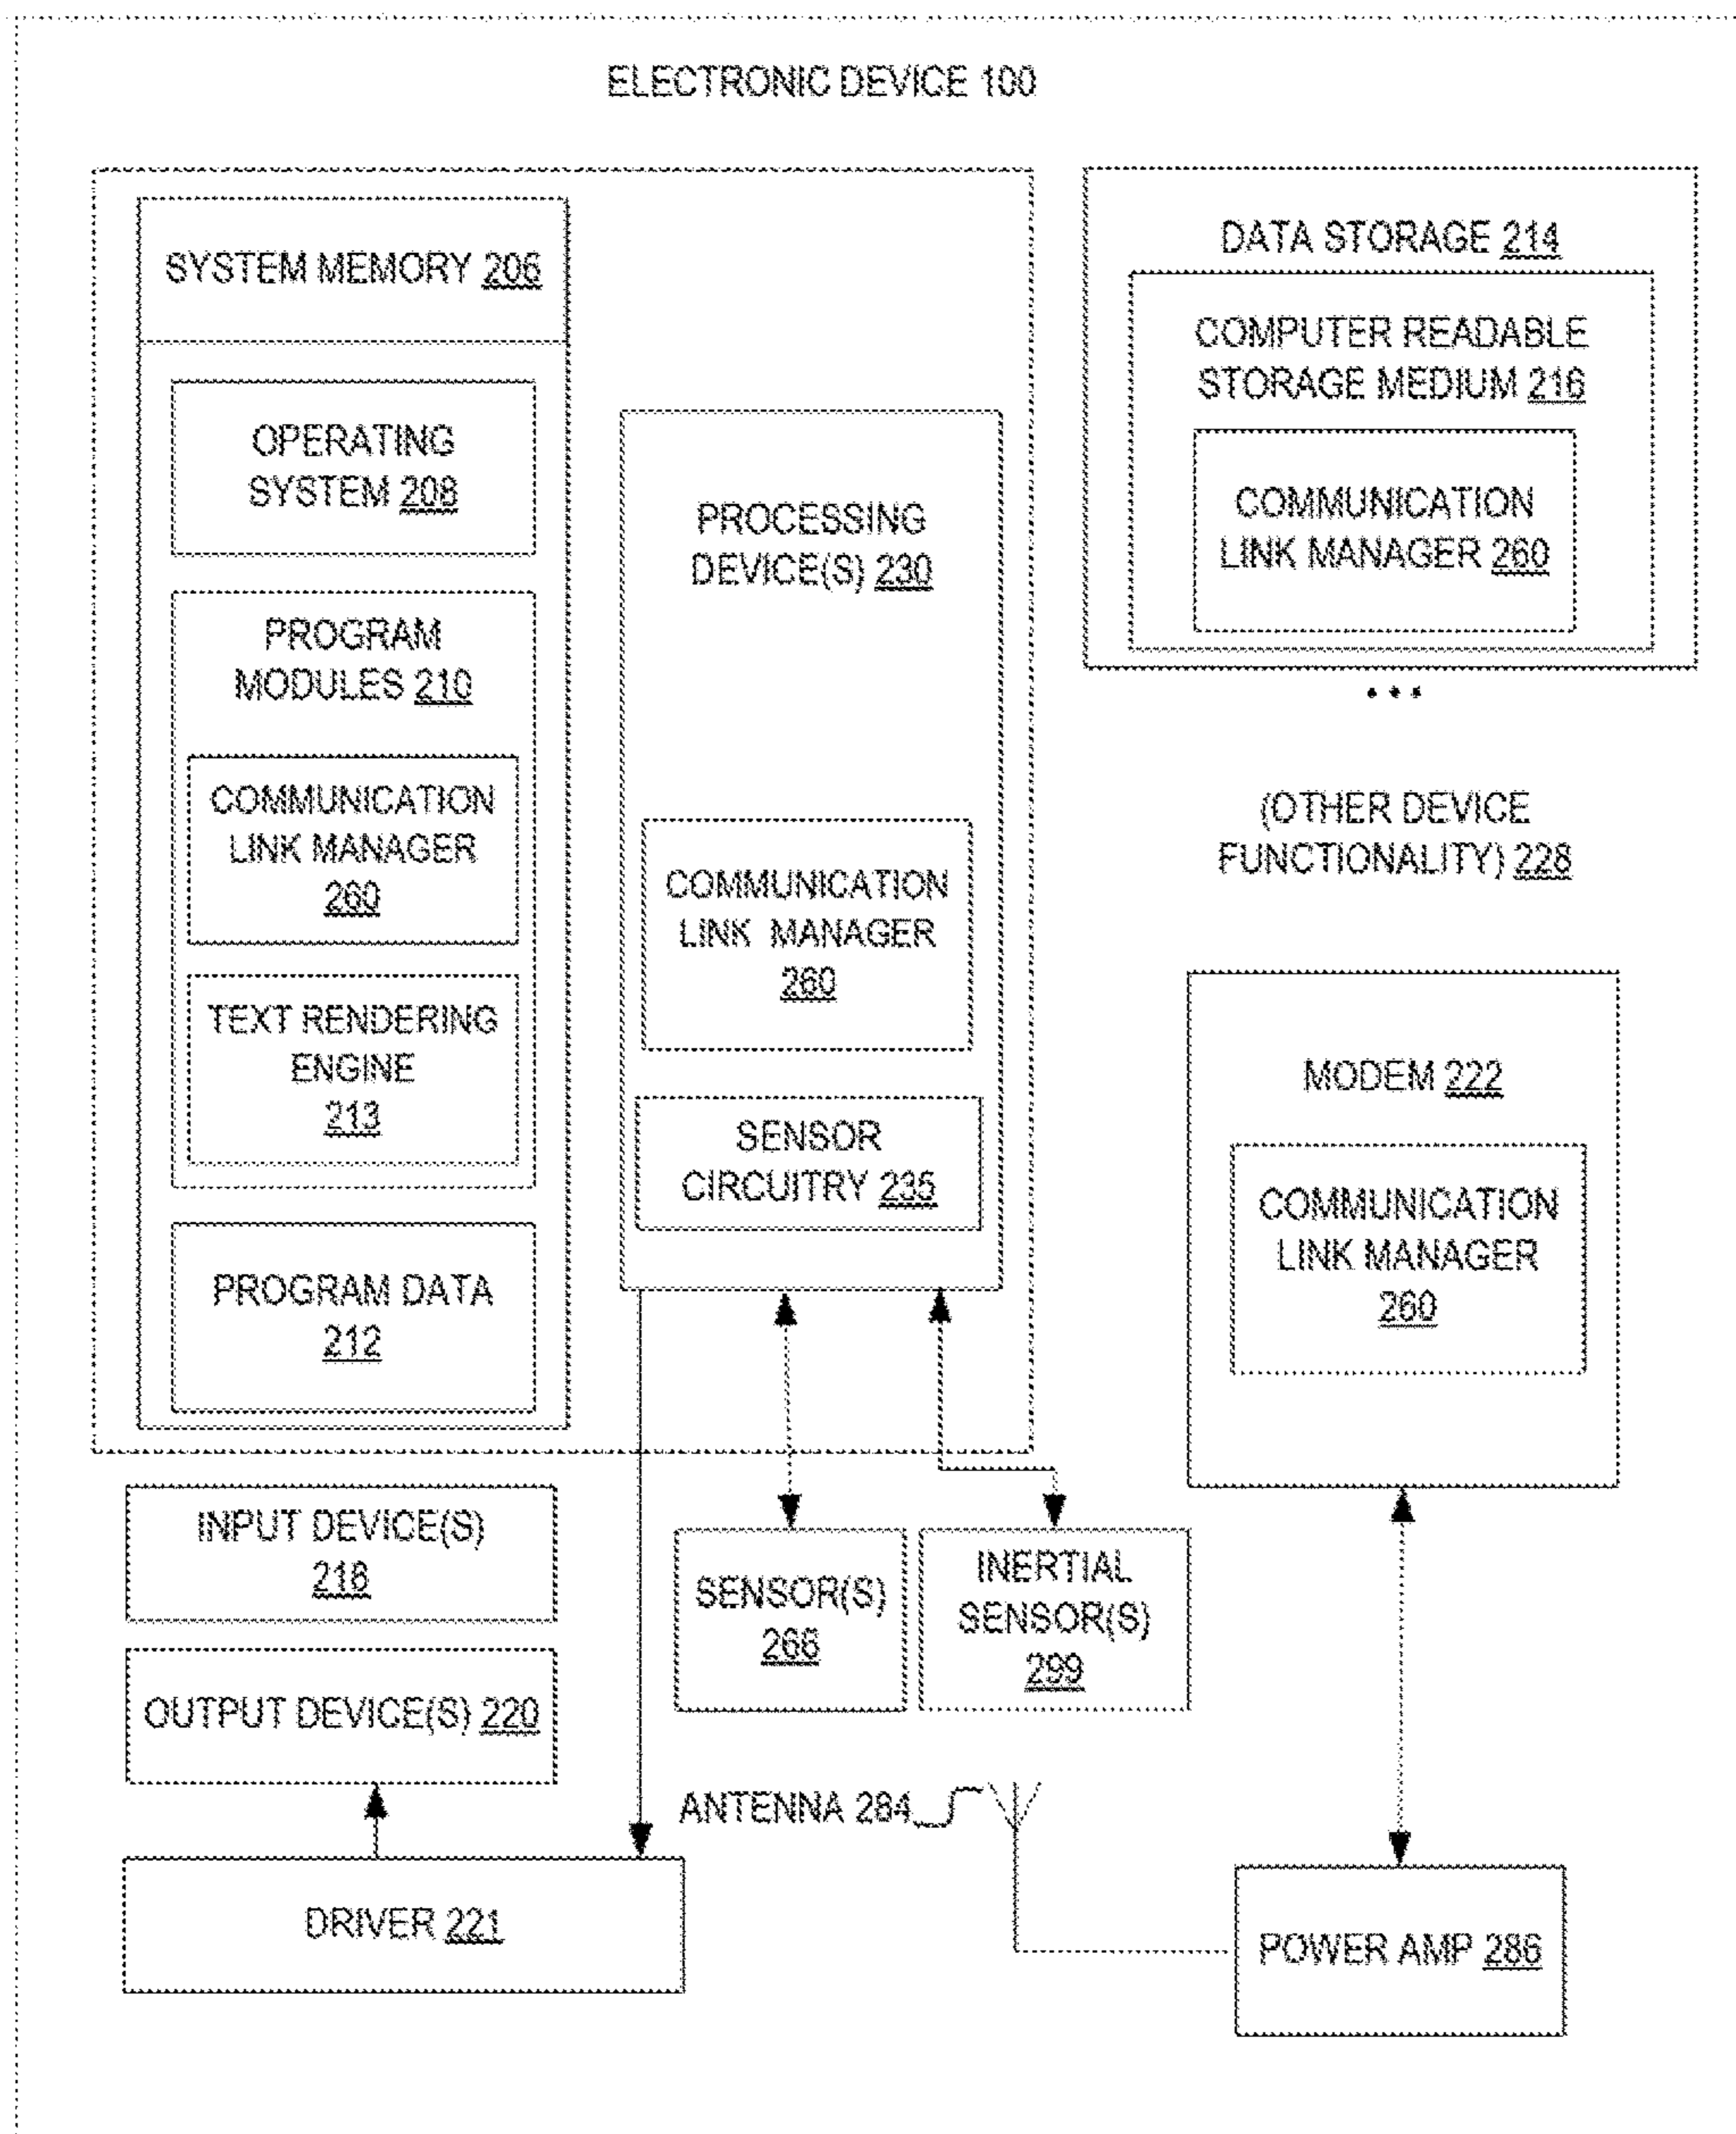 ELECTRONIC DEVICE 100
SYSTEM MEMORY 206
OPERATING
SYSTEM 208
PROGRAM
MODULES 210
COMMUNICATION
LINK MANAGER
260
TEXT RENDERING
ENGINE
213
PROGRAM DATA
212
PROCESSING
DEVICE(S) 230
COMMUNICATION
LINK MANAGER
260
SENSOR
CIRCUITRY 235
DATA STORAGE 214
COMPUTER READABLE
STORAGE MEDIUM 216
COMMUNICATION
LINK MANAGER 260
...
(OTHER DEVICE
FUNCTIONALITY) 228
MODEM 222
COMMUNICATION
LINK MANAGER
260
INPUT DEVICE(S)
218
OUTPUT DEVICE(S) 220
SENSOR(S)
266
INERTIAL
SENSOR(S)
299
ANTENNA 284
DRIVER 221
POWER AMP 286